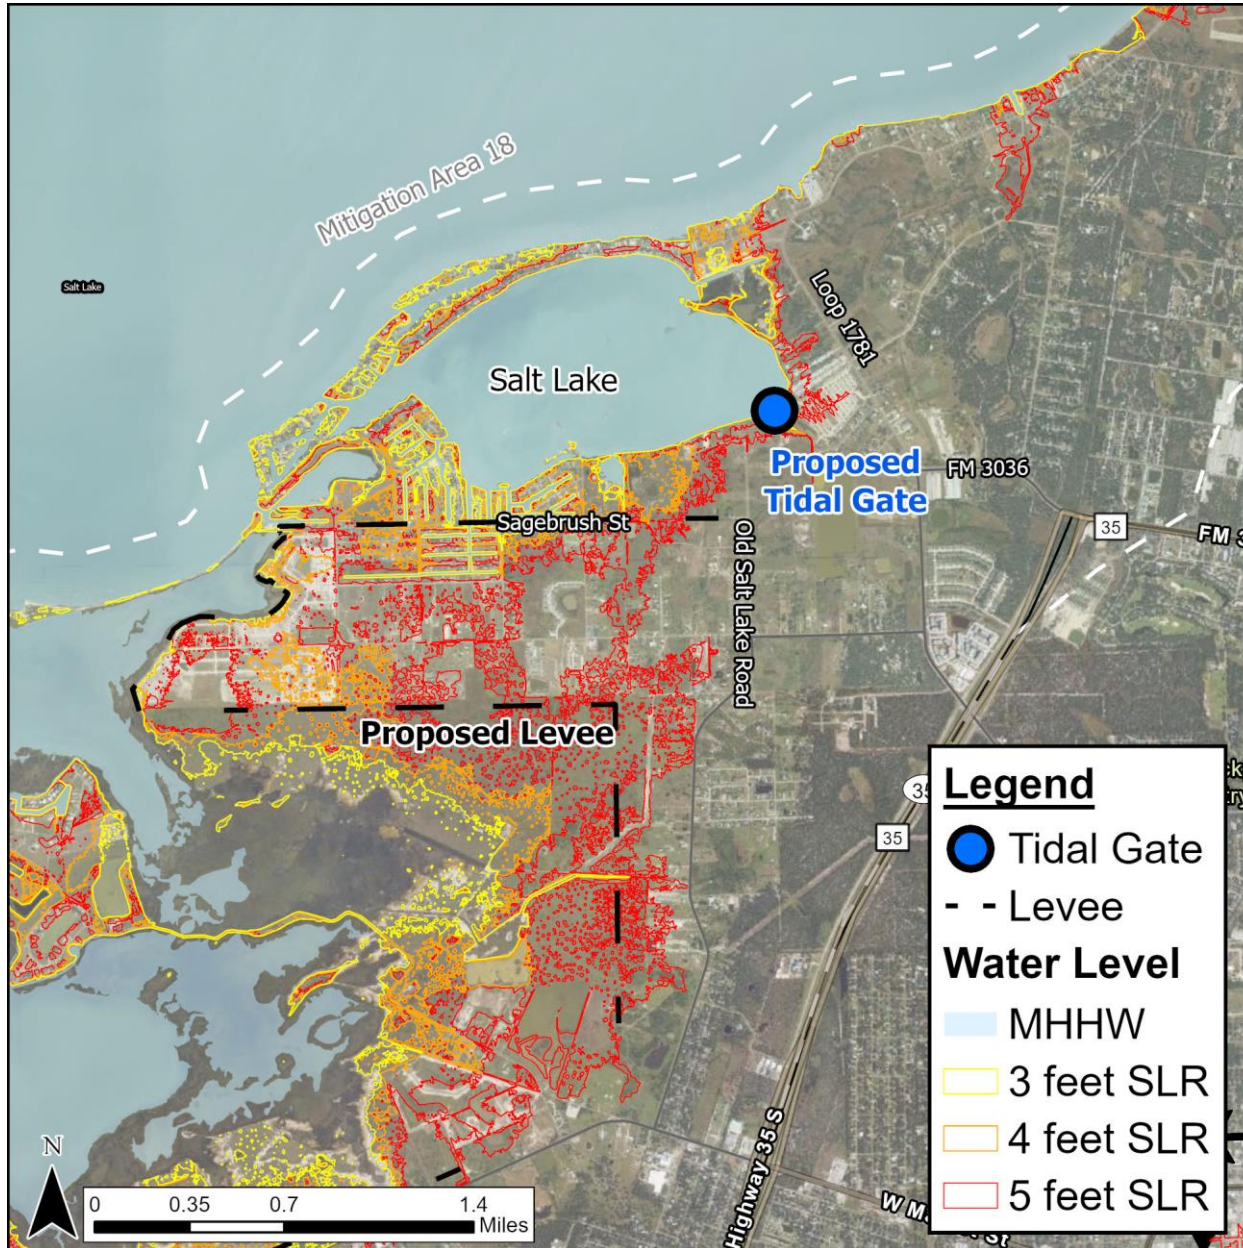 Mitigation Area 18
Salt Lake
Loop 1781
Salt Lake
Proposed
Tidal Gate
FM 3036
35
FM 3
Sagebrush St
Old Salt Lake Road
Proposed Levee
35
35
Highway 35 S
Legend
Tidal Gate
Levee
Water Level
MHHW
3 feet SLR
4 feet SLR
5 feet SLR
N
0 0.35 0.7 1.4
Miles
St